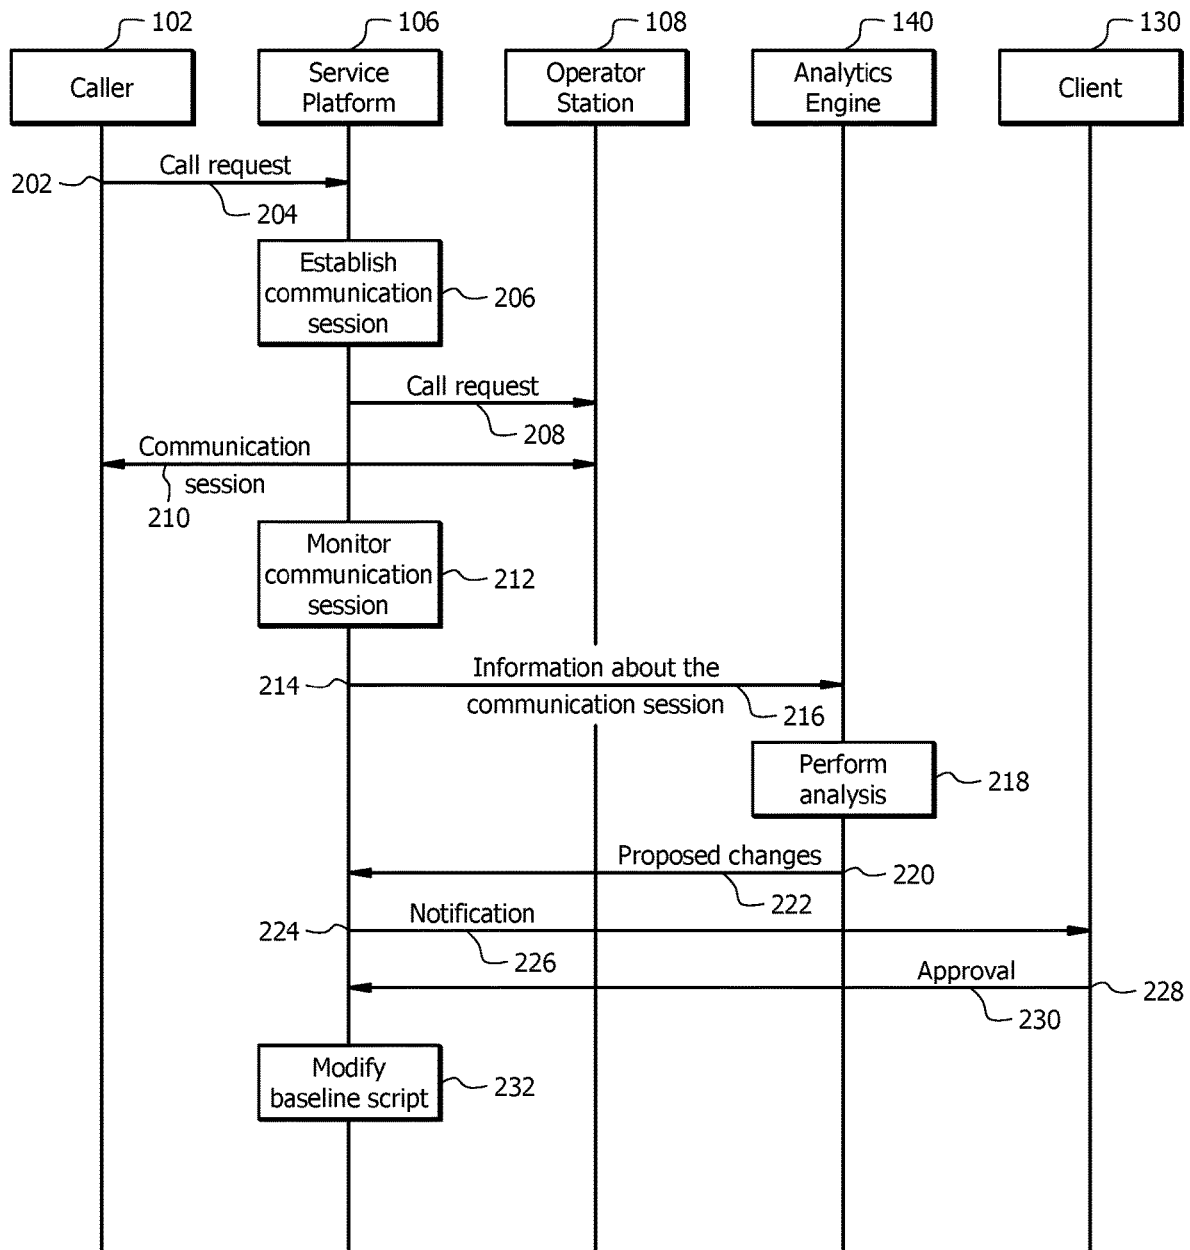 102
106
108
140
130
Caller
Service
Platform
Operator
Station
Analytics
Engine
Client
202
Call request
204
Establish
communication
session
206
Call request
208
Communication
session
210
Monitor
communication
session
212
214
Information about the
communication session
216
Perform
analysis
218
Proposed changes
220
222
224
Notification
226
Approval
228
230
Modify
baseline script
232